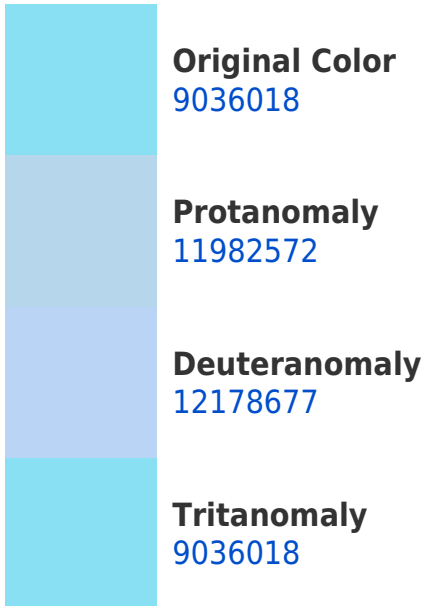 Original Color
9036018
Protanomaly
11982572
Deuteranomaly
12178677
Tritanomaly
9036018